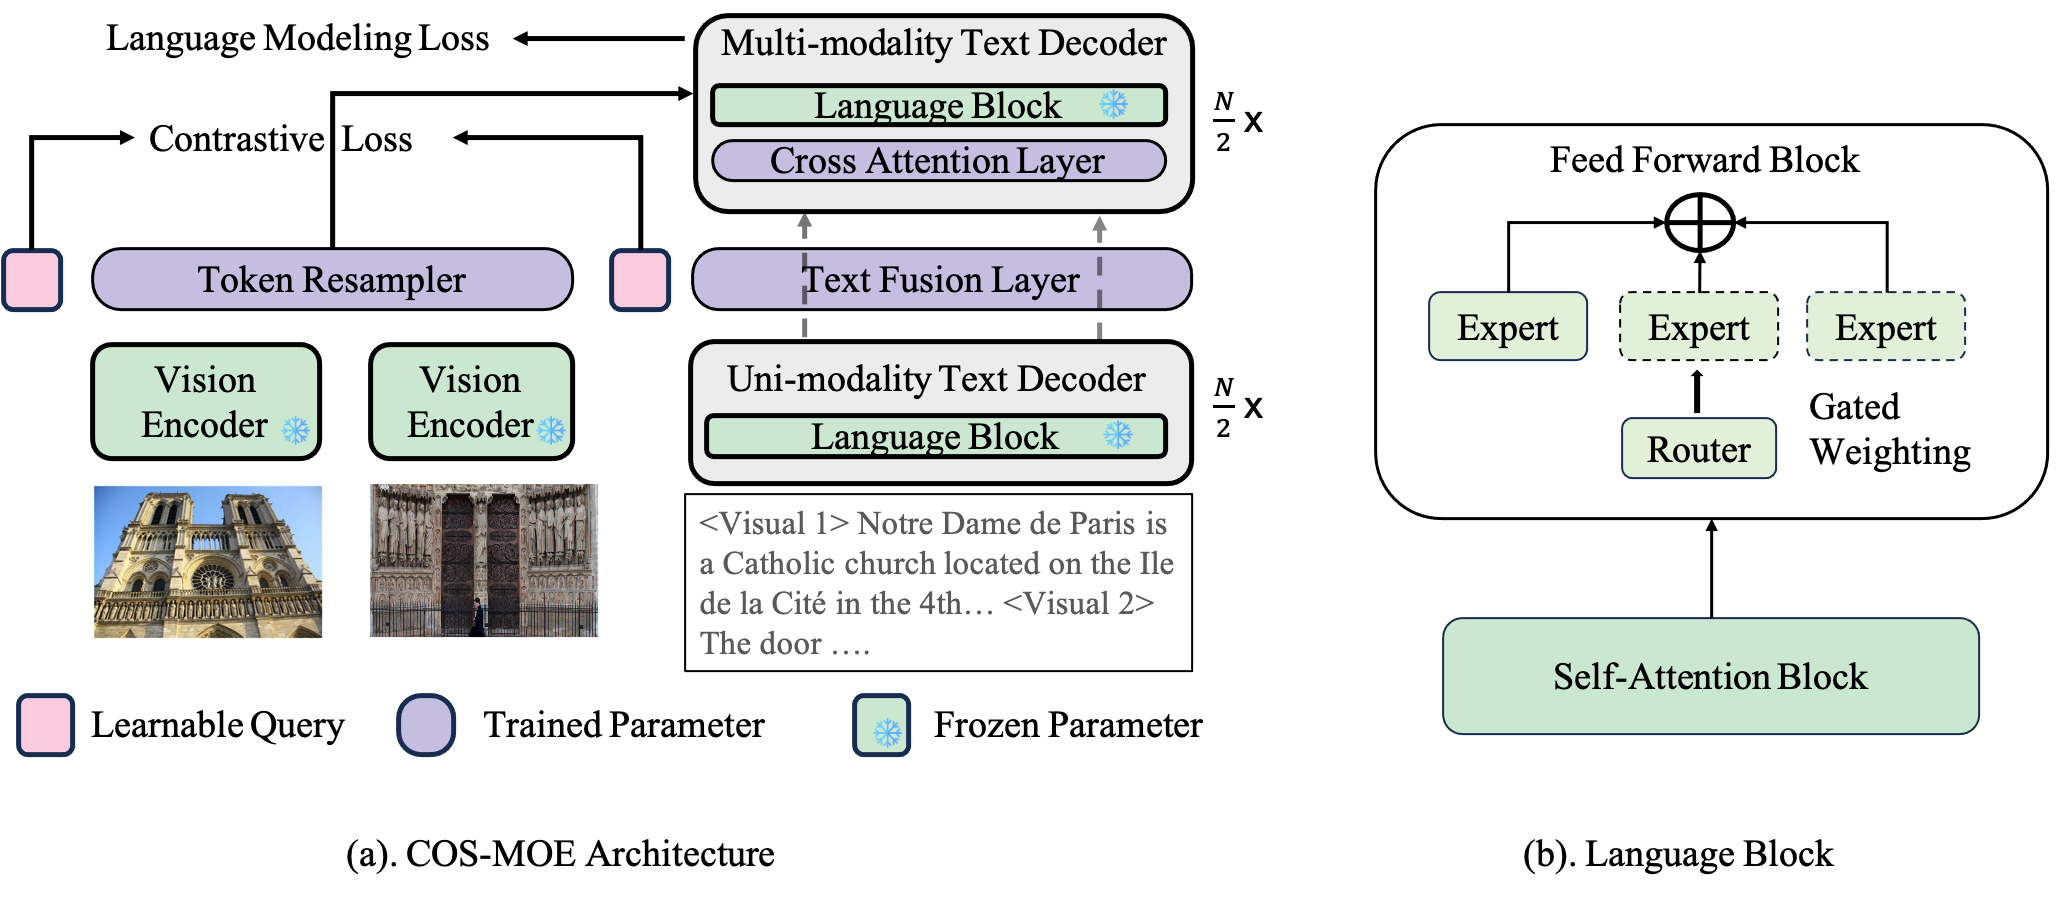 Language Modeling Loss
Contrastive Loss
Token Resampler
Vision
Encoder
Vision
Encoder
Multi-modality Text Decoder
Language Block
Cross Attention Layer
N
2
x
Text Fusion Layer
Uni-modality Text Decoder
Language Block
N
2
x
<Visual 1> Notre Dame de Paris is
a Catholic church located on the Ile
de la Cité in the 4th… <Visual 2>
The door ….
Learnable Query
Trained Parameter
Frozen Parameter
(a). COS-MOE Architecture
Feed Forward Block
Expert
Expert
Expert
Router
Gated
Weighting
Self-Attention Block
(b). Language Block